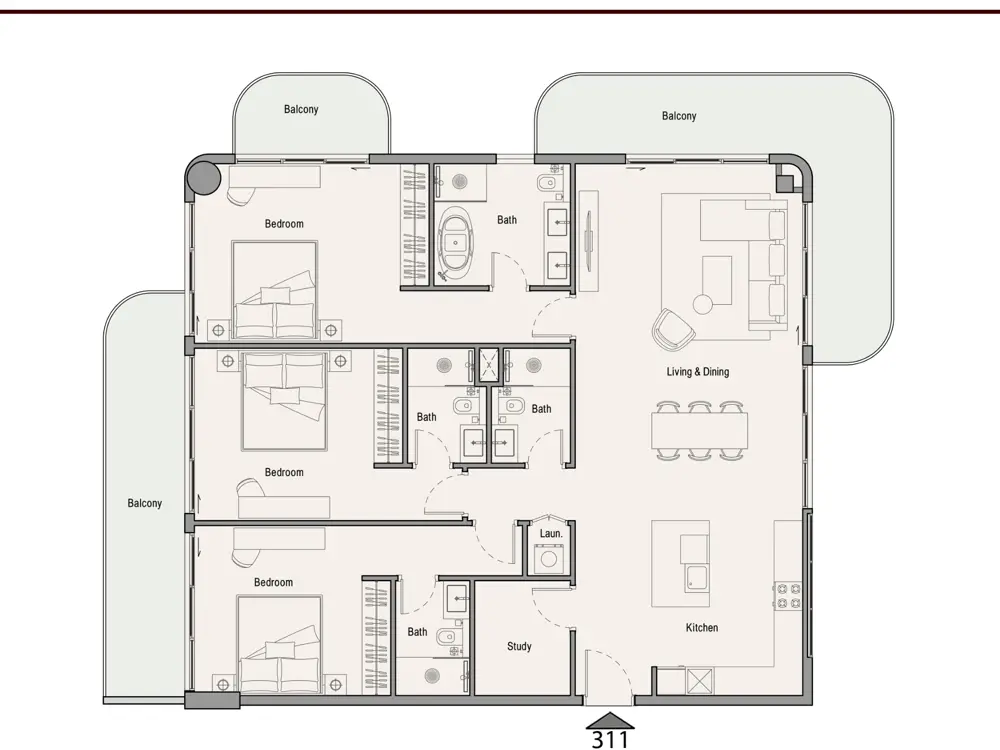 Balcony
Balcony
Bedroom
Bath
Living & Dining
Bath
Bath
Bedroom
Balcony
Laun.
Bedroom
Kitchen
Bath
Study
311